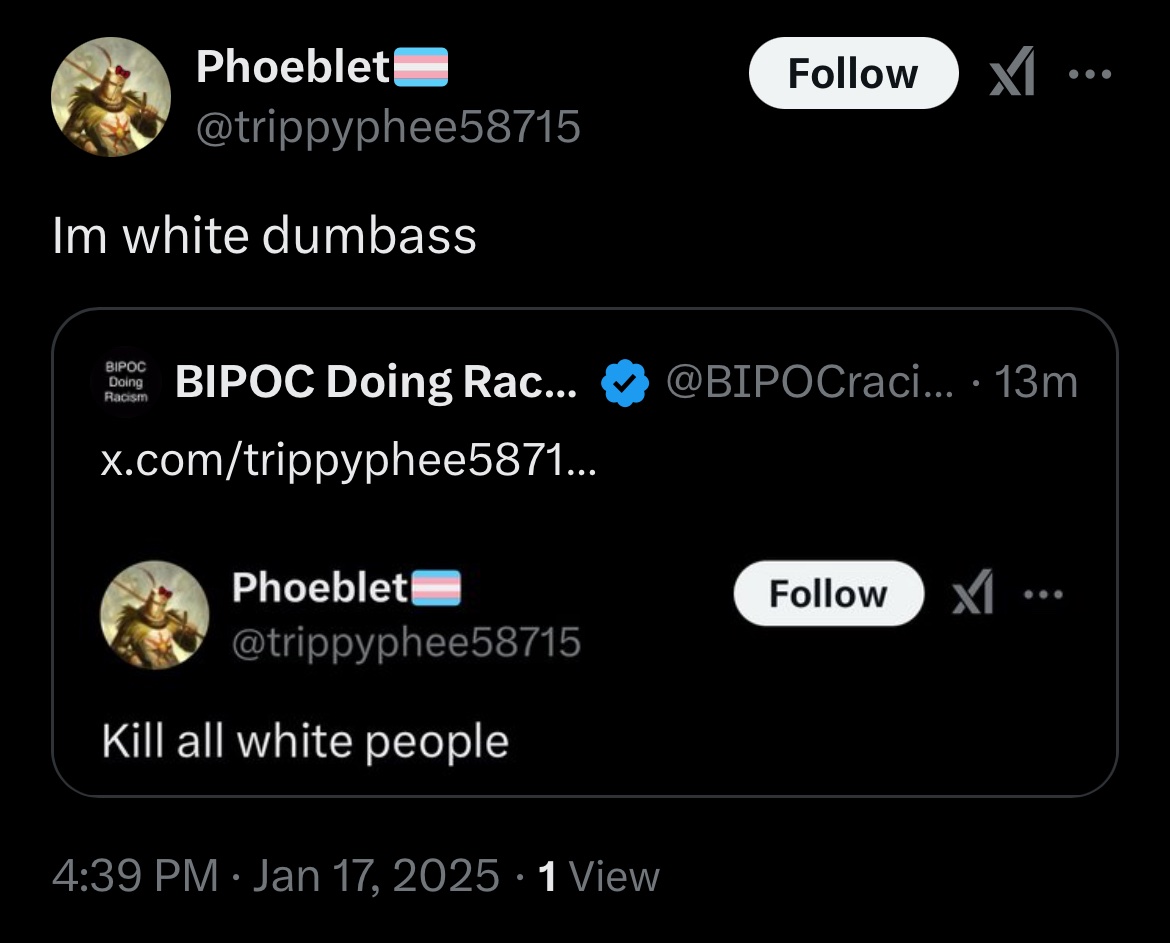 Phoeblet
Follow
@trippyphee58715
Im white dumbass
BIPOC
Doing
Racism
BIPOC Doing Rac... @BIPOCraci... · 13m
x.com/trippyphee5871...
Phoeblet
Follow
@trippyphee58715
Kill all white people
4:39 PM · Jan 17, 2025 · 1 View